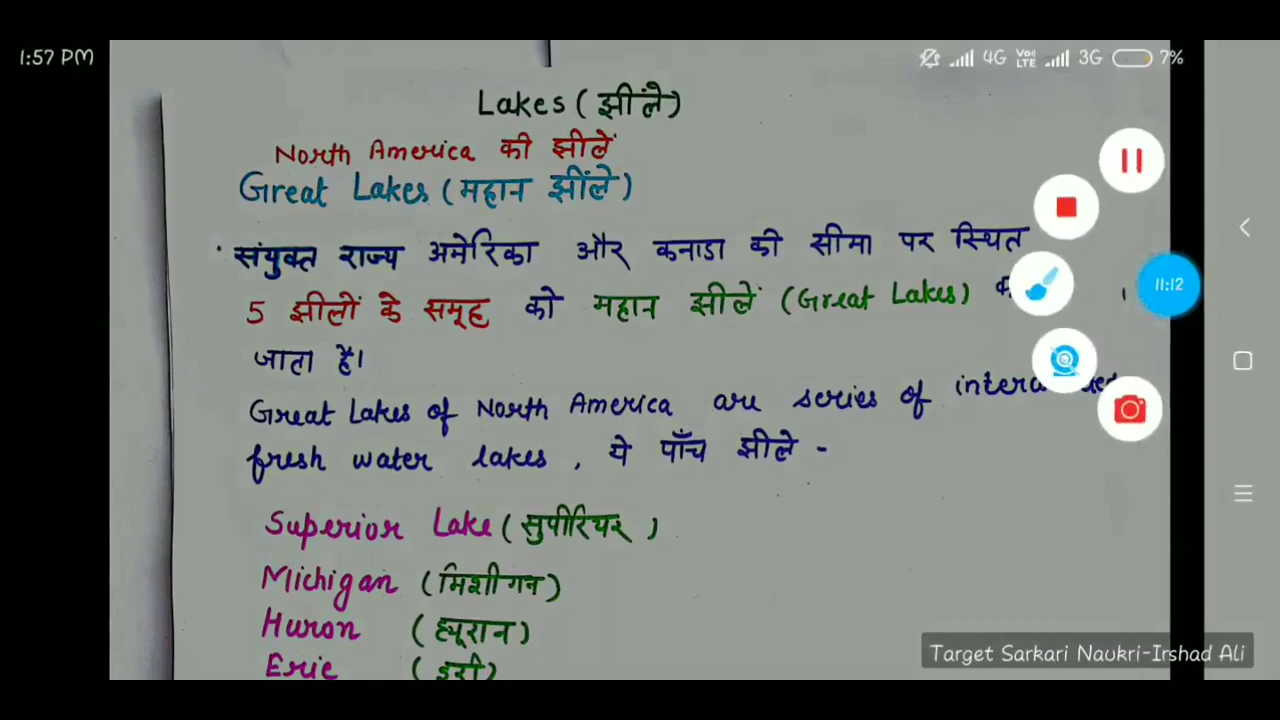 1:57 PM
4G VoLTE 3G 7%
Lakes (झीलें)
North America की झीलें
Great Lakes (महान झींले)
संयुक्त राज्य अमेरिका और कनाडा की सीमा पर स्थित
5 झीलों के समूह को महान झीलें (Great Lakes)
11:12
जाता है।
Great Lakes of North America are series of
fresh water lakes, ये पाँच झीले -
Superior Lake (सुपीरियर)
Michigan (मिशीगन)
Huron (ह्यूरान)
Erie (इरी)
Target Sarkari Naukri-Irshad Ali